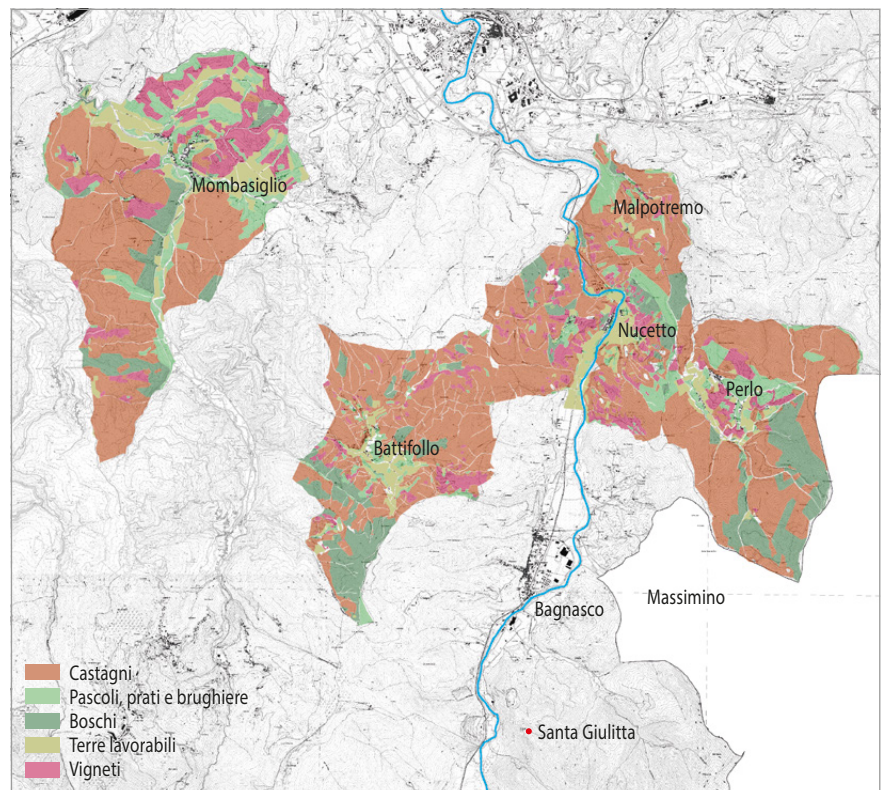 Mombasiglio
Malpotremo
Nucetto
Perlo
Battifollo
Massimino
Bagnasco
Santa Giulitta
Castagni
Pascoli, prati e brughiere
Boschi
Terre lavorabili
Vigneti